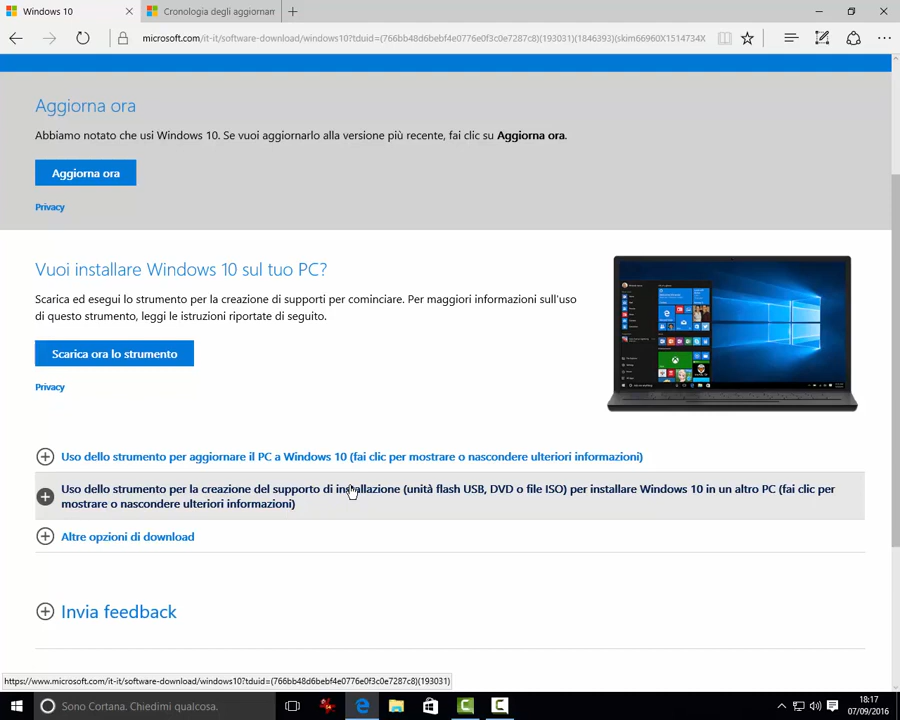 Windows 10
Cronologia degli aggiornam
microsoft.com/it-it/software-download/windows10?tduid=(766bb48d6bebf4e0776e0f3c0e7287c8)(193031)(1846393)(skim66960X1514734X
Aggiorna ora
Abbiamo notato che usi Windows 10. Se vuoi aggiornarlo alla versione più recente, fai clic su Aggiorna ora.
Aggiorna ora
Privacy
Vuoi installare Windows 10 sul tuo PC?
Scarica ed esegui lo strumento per la creazione di supporti per cominciare. Per maggiori informazioni sull'uso
di questo strumento, leggi le istruzioni riportate di seguito.
Scarica ora lo strumento
Privacy
Uso dello strumento per aggiornare il PC a Windows 10 (fai clic per mostrare o nascondere ulteriori informazioni)
Uso dello strumento per la creazione del supporto di installazione (unità flash USB, DVD o file ISO) per installare Windows 10 in un altro PC (fai clic per
mostrare o nascondere ulteriori informazioni)
Altre opzioni di download
Invia feedback
https://www.microsoft.com/it-it/software-download/windows10?tduid=(766bb48d6bebf4e0776e0f3c0e7287c8)(193031)
Sono Cortana. Chiedimi qualcosa.
18:17
07/09/2016